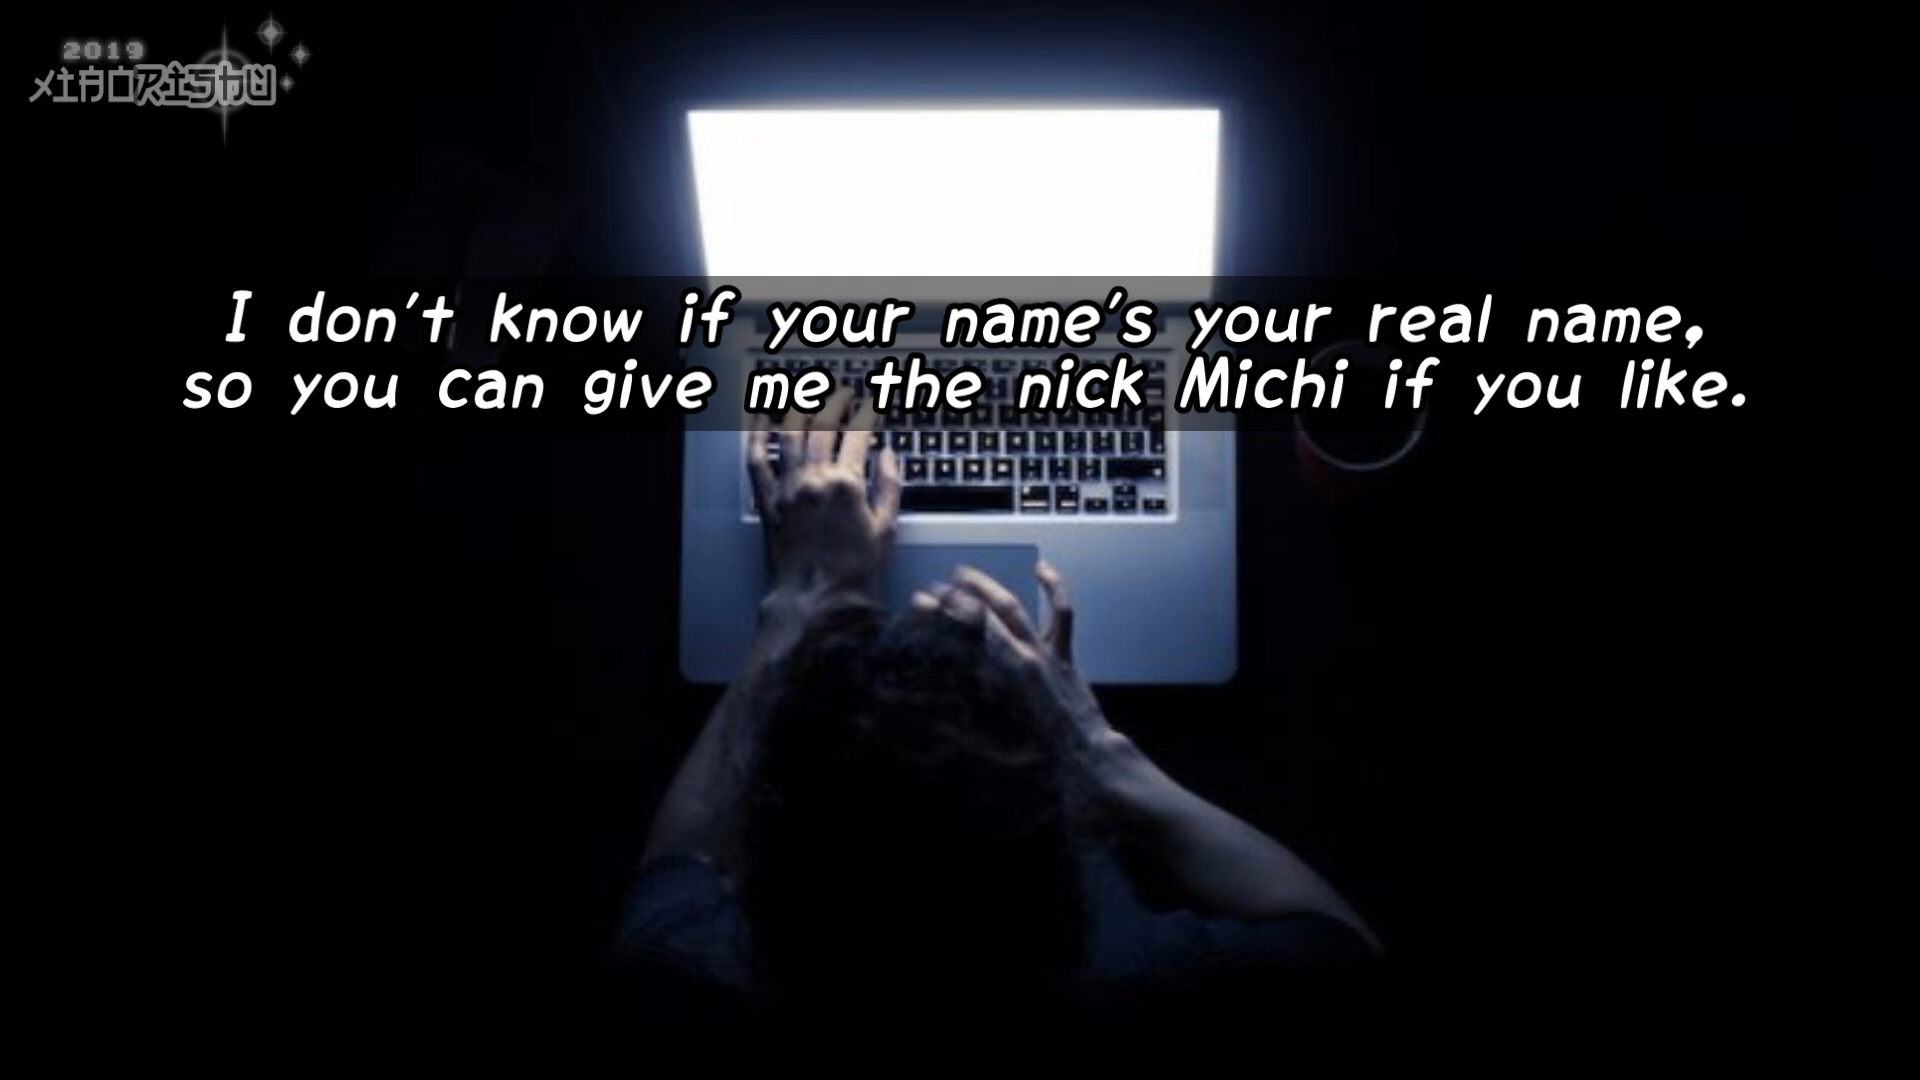 2019
XIAORISHU
I don't know if your name's your real name,
so you can give me the nick Michi if you like.